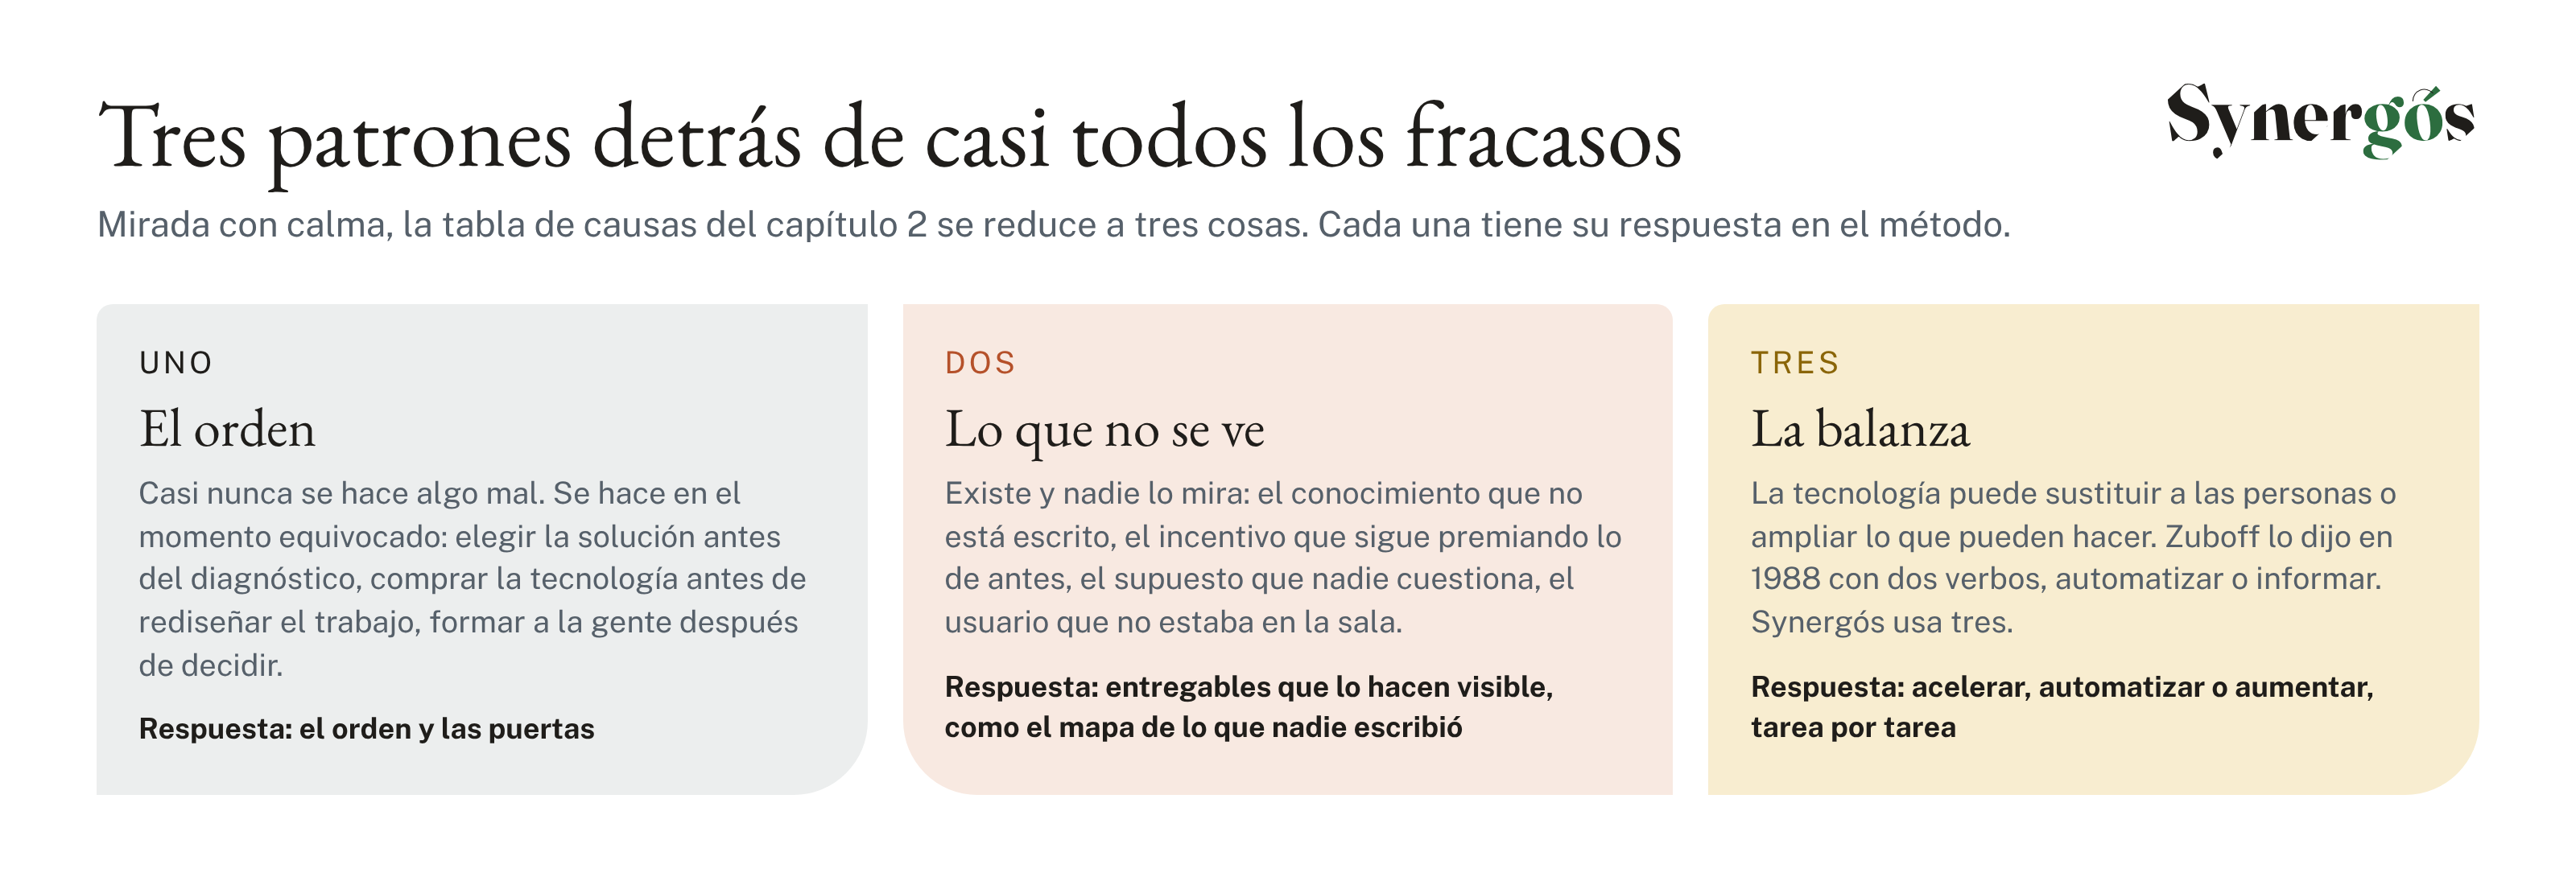 Tres patrones detrás de casi todos los fracasos
Synergós
Mirada con calma, la tabla de causas del capítulo 2 se reduce a tres cosas. Cada una tiene su respuesta en el método.
UNO
El orden
Casi nunca se hace algo mal. Se hace en el
momento equivocado: elegir la solución antes
del diagnóstico, comprar la tecnología antes de
rediseñar el trabajo, formar a la gente después
de decidir.
Respuesta: el orden y las puertas
DOS
Lo que no se ve
Existe y nadie lo mira: el conocimiento que no
está escrito, el incentivo que sigue premiando lo
de antes, el supuesto que nadie cuestiona, el
usuario que no estaba en la sala.
Respuesta: entregables que lo hacen visible,
como el mapa de lo que nadie escribió
TRES
La balanza
La tecnología puede sustituir a las personas o
ampliar lo que pueden hacer. Zuboff lo dijo en
1988 con dos verbos, automatizar o informar.
Synergós usa tres.
Respuesta: acelerar, automatizar o aumentar,
tarea por tarea